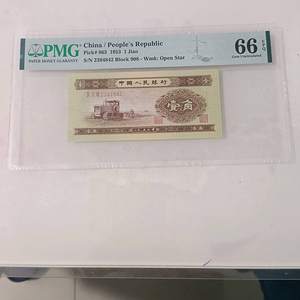 PMG
PAPER MONEY GUARANTY
China / People's Republic
Pick# 863 1953 1 Jiao
S/N 2284842 Block 906 - Wmk: Open Star
66 EPQ
Gem Uncirculated
中国人民银行
壹角